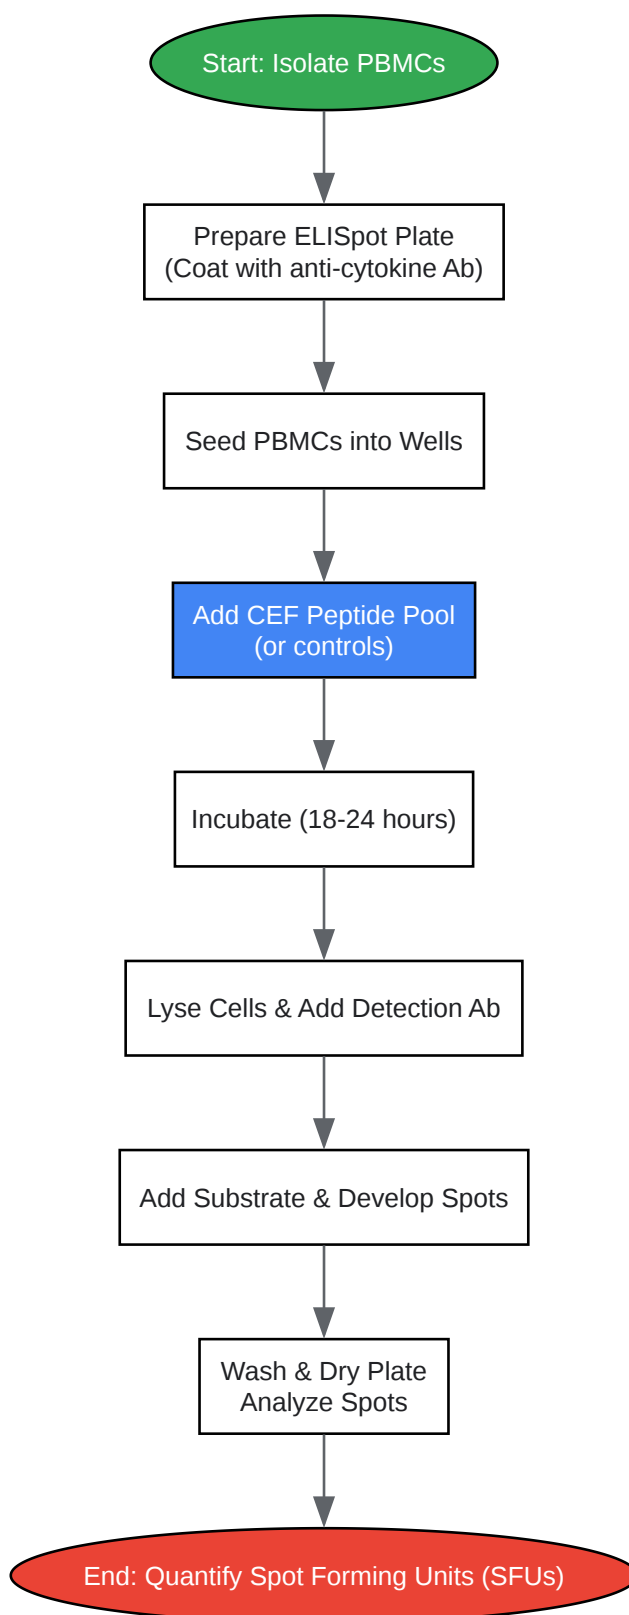 Start: Isolate PBMCs
Prepare ELISpot Plate
(Coat with anti-cytokine Ab)
Seed PBMCs into Wells
Add CEF Peptide Pool
(or controls)
Incubate (18-24 hours)
Lyse Cells & Add Detection Ab
Add Substrate & Develop Spots
Wash & Dry Plate
Analyze Spots
End: Quantify Spot Forming Units (SFUs)